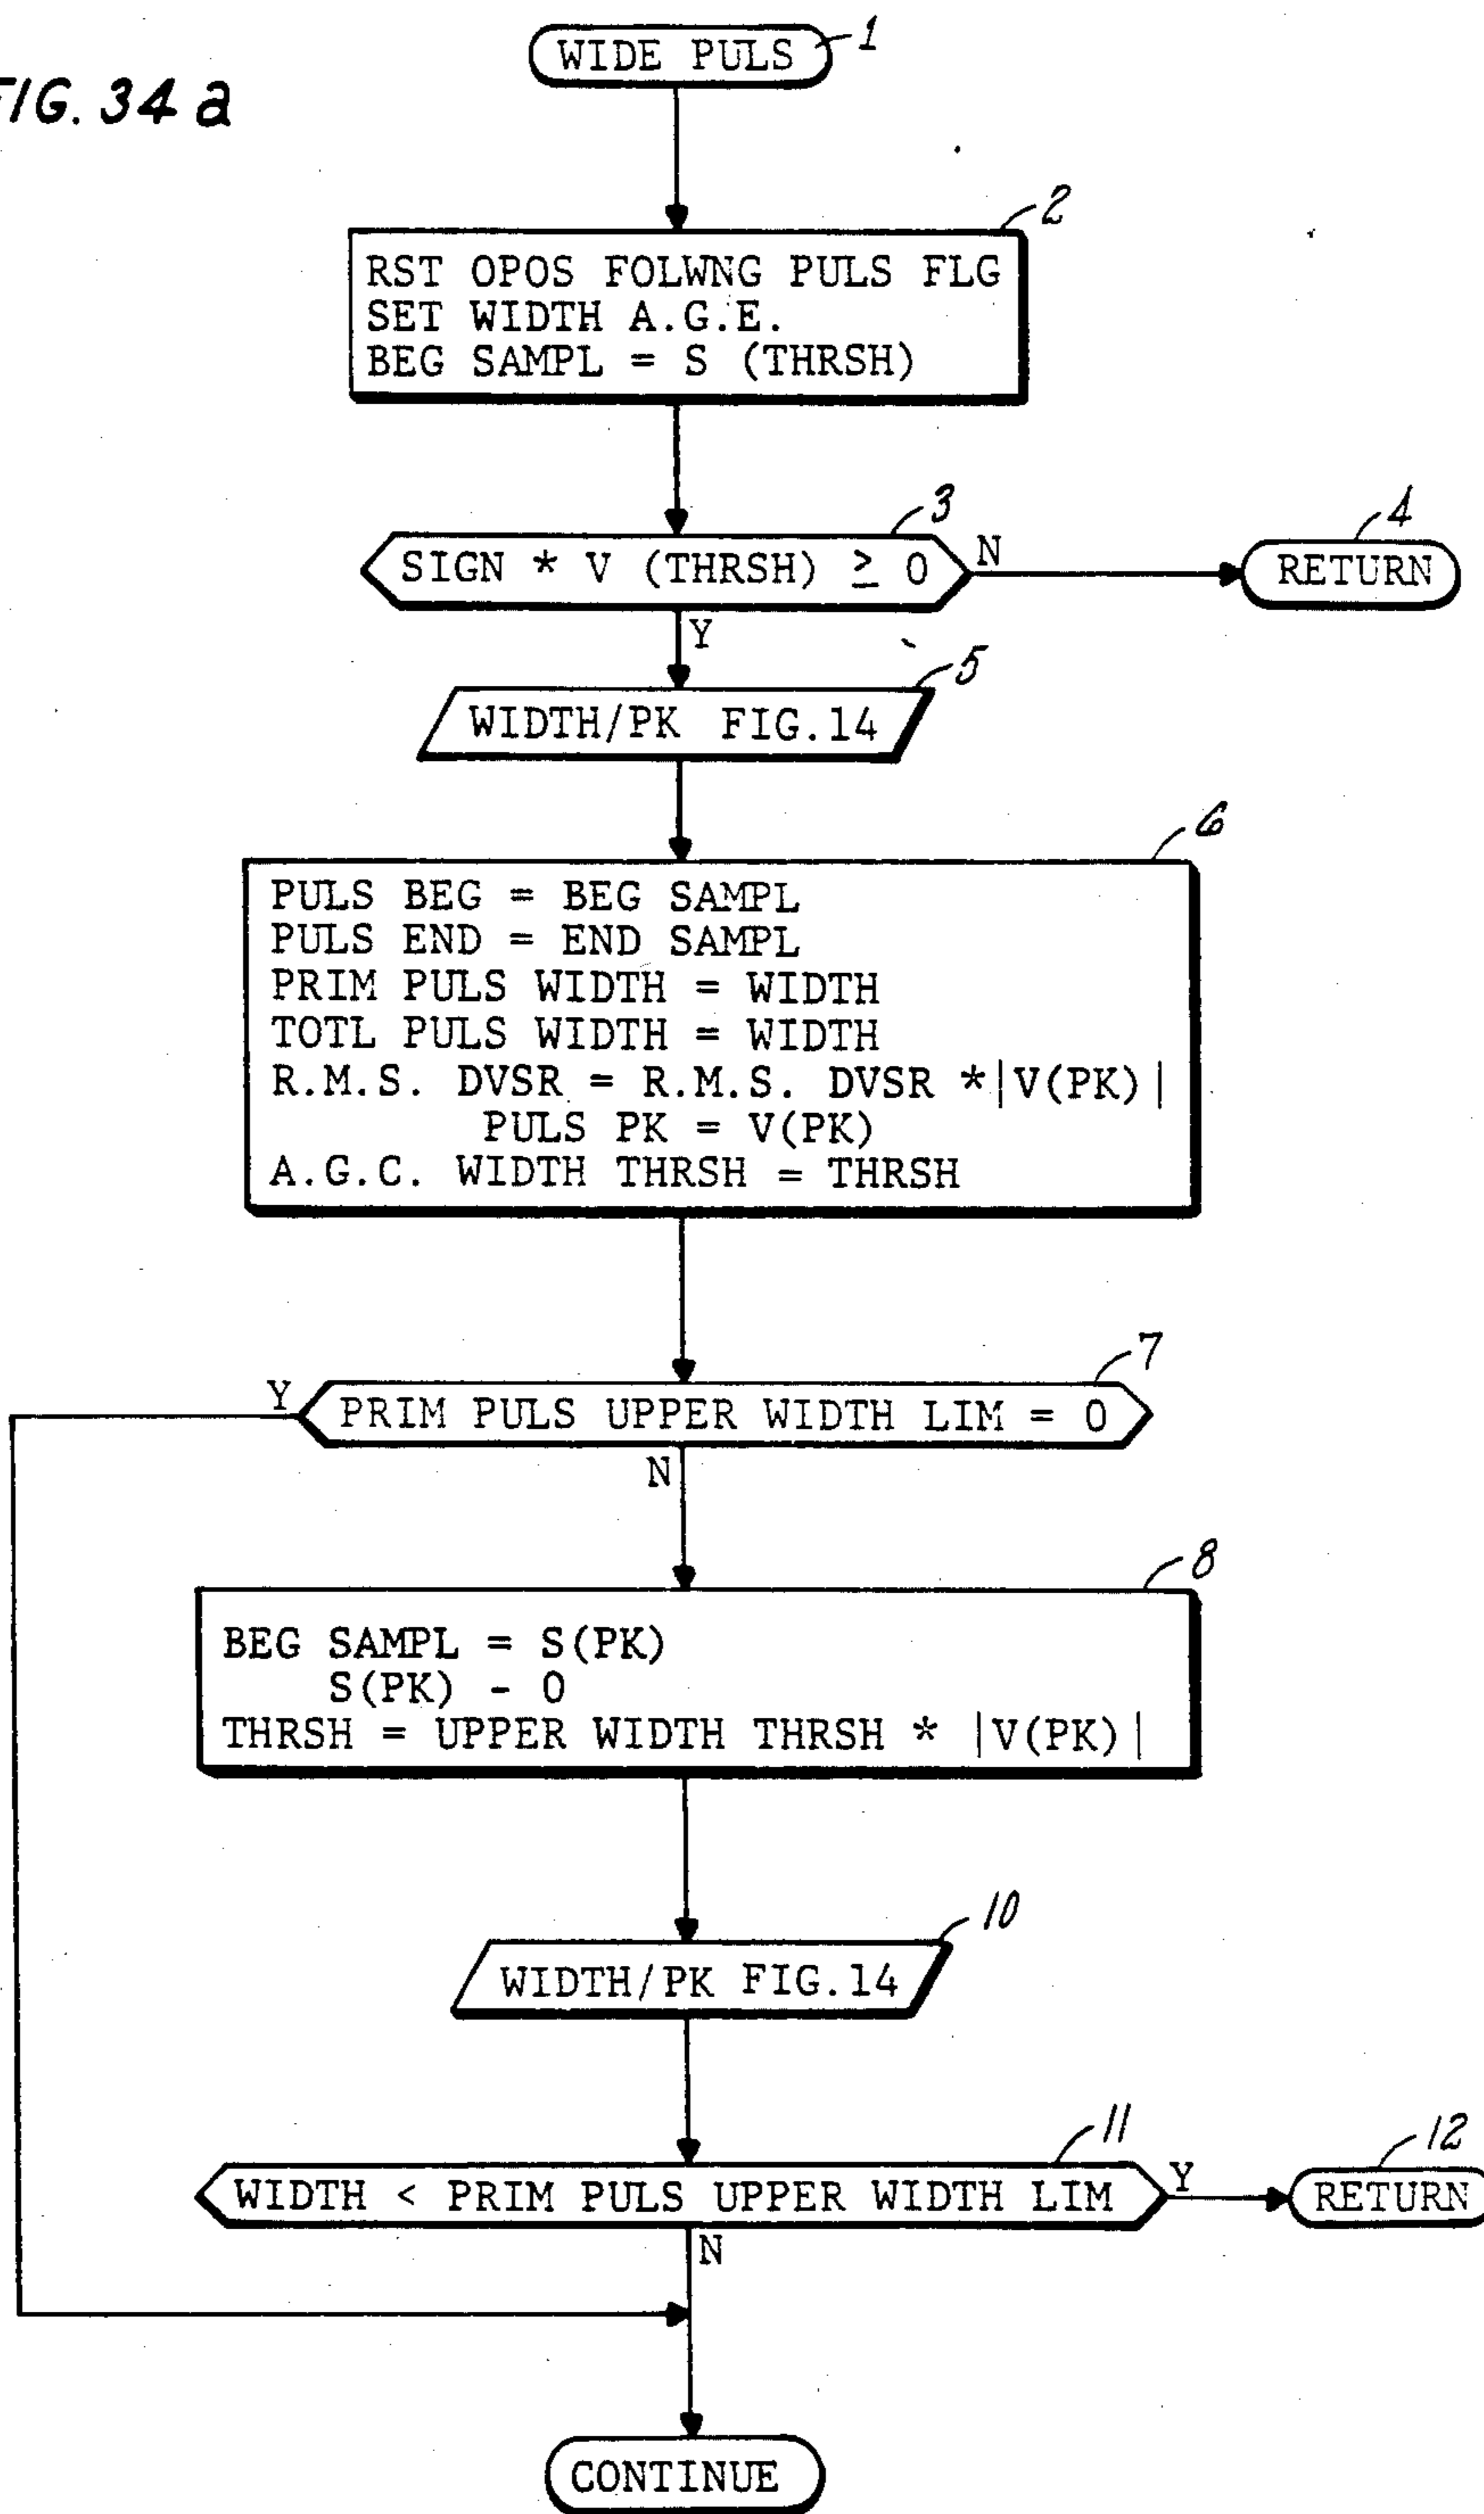 FIG. 34a
WIDE PULS
1
2
RST OPOS FOLWNG PULS FLG
SET WIDTH A.G.E.
BEG SAMPL = S (THRSH)
3
SIGN * V (THRSH) ≥ 0
N
4
RETURN
Y
5
WIDTH/PK FIG.14
6
PULS BEG = BEG SAMPL
PULS END = END SAMPL
PRIM PULS WIDTH = WIDTH
TOTL PULS WIDTH = WIDTH
R.M.S. DVSR = R.M.S. DVSR *|V(PK)|
PULS PK = V(PK)
A.G.C. WIDTH THRSH = THRSH
7
Y
PRIM PULS UPPER WIDTH LIM = 0
N
8
BEG SAMPL = S(PK)
S(PK) - 0
THRSH = UPPER WIDTH THRSH * |V(PK)|
10
WIDTH/PK FIG.14
11
WIDTH < PRIM PULS UPPER WIDTH LIM
Y
12
RETURN
N
CONTINUE